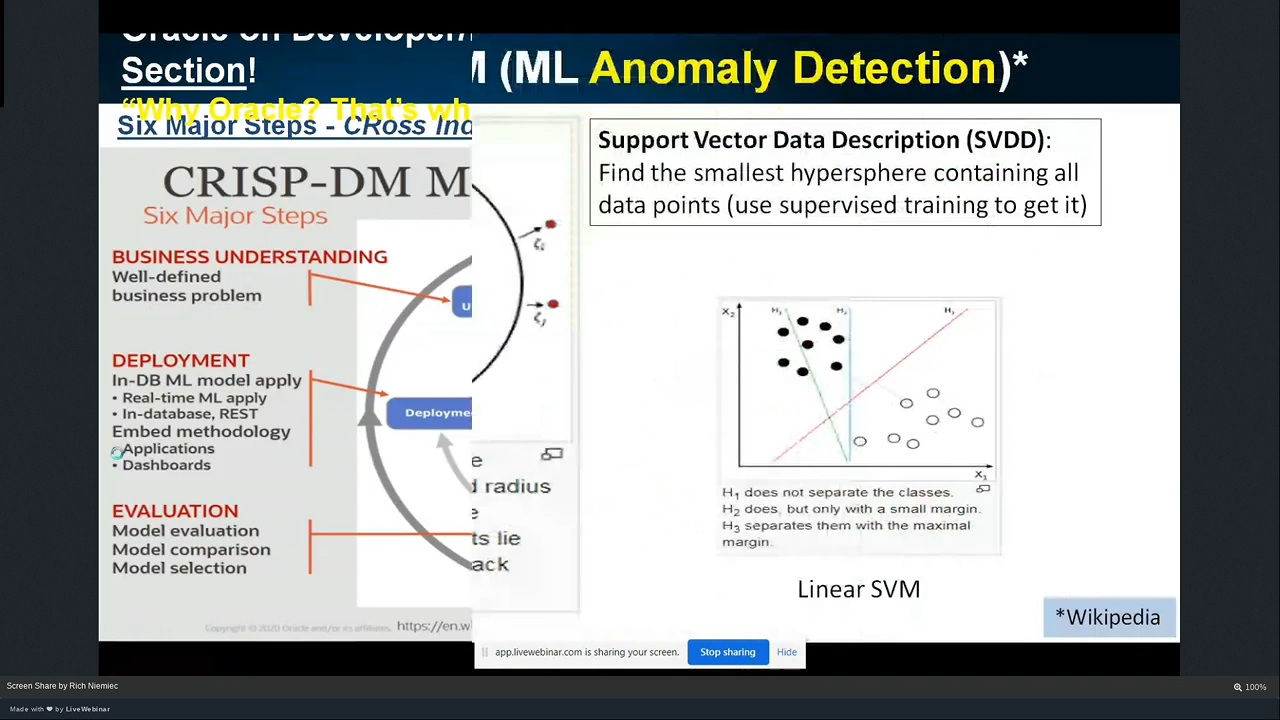 Oracle on Developer/
Section!
M (ML Anomaly Detection)*
"Why Oracle? That's wh
Six Major Steps - CRoss Ind
CRISP-DM M
Six Major Steps
BUSINESS UNDERSTANDING
Well-defined
business problem
U
DEPLOYMENT
In-DB ML model apply
• Real-time ML apply
• In-database, REST
Embed methodology
Applications
• Dashboards
Deployme
EVALUATION
Model evaluation
Model comparison
Model selection
Copyright © 2020 Oracle and/or its affiliates.
https://en.w
ζi
ζj
e
d radius
e
ts lie
ack
Support Vector Data Description (SVDD):
Find the smallest hypersphere containing all
data points (use supervised training to get it)
X2
H1
H2
H3
X1
H1 does not separate the classes.
H2 does, but only with a small margin.
H3 separates them with the maximal
margin.
Linear SVM
*Wikipedia
app.livewebinar.com is sharing your screen.
Stop sharing
Hide
Screen Share by Rich Niemiec
100%
Made with ❤ by LiveWebinar